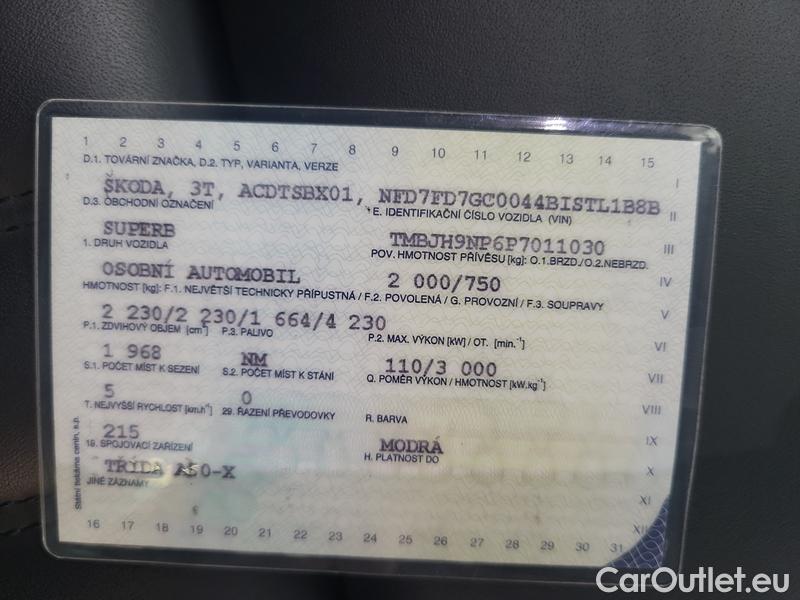 1 2 3 4 5 6 7 8 9 10 11 12 13 14 15
D.1. TOVÁRNÍ ZNAČKA, D.2. TYP, VARIANTA, VERZE
I
ŠKODA, 3T, ACDTSBX01, NFD7FD7GC0044BISTL1B8B
D.3. OBCHODNÍ OZNAČENÍ E. IDENTIFIKAČNÍ ČÍSLO VOZIDLA (VIN)
II
SUPERB TMBJH9NP6P7011030
III
1. DRUH VOZIDLA POV. HMOTNOST PŘÍVĚSU [kg]: O.1.BRZD./O.2.NEBRZD.
OSOBNÍ AUTOMOBIL 2 000/750
IV
HMOTNOST [kg]: F.1. NEJVĚTŠÍ TECHNICKY PŘÍPUSTNÁ / F.2. POVOLENÁ / G. PROVOZNÍ / F.3. SOUPRAVY
2 230/2 230/1 664/4 230
V
P.1. ZDVIHOVÝ OBJEM [cm³] P.3. PALIVO P.2. MAX. VÝKON [kW] / OT. [min.⁻¹]
VI
1 968 NM 110/3 000
VII
S.1. POČET MÍST K SEZENÍ S.2. POČET MÍST K STÁNÍ Q. POMĚR VÝKON / HMOTNOST [kW.kg⁻¹]
5 0
VIII
T. NEJVYŠŠÍ RYCHLOST [km.h⁻¹] 29. ŘAZENÍ PŘEVODOVKY R. BARVA
215 MODRÁ
IX
19. SPOJOVACÍ ZAŘÍZENÍ H. PLATNOST DO
TŘÍDA A50-X
X
JINÉ ZÁZNAMY
XI
XII
Státní tiskárna cenin, s.p.
16 17 18 19 20 21 22 23 24 25 26 27 28 29 30 31
CarOutlet.eu